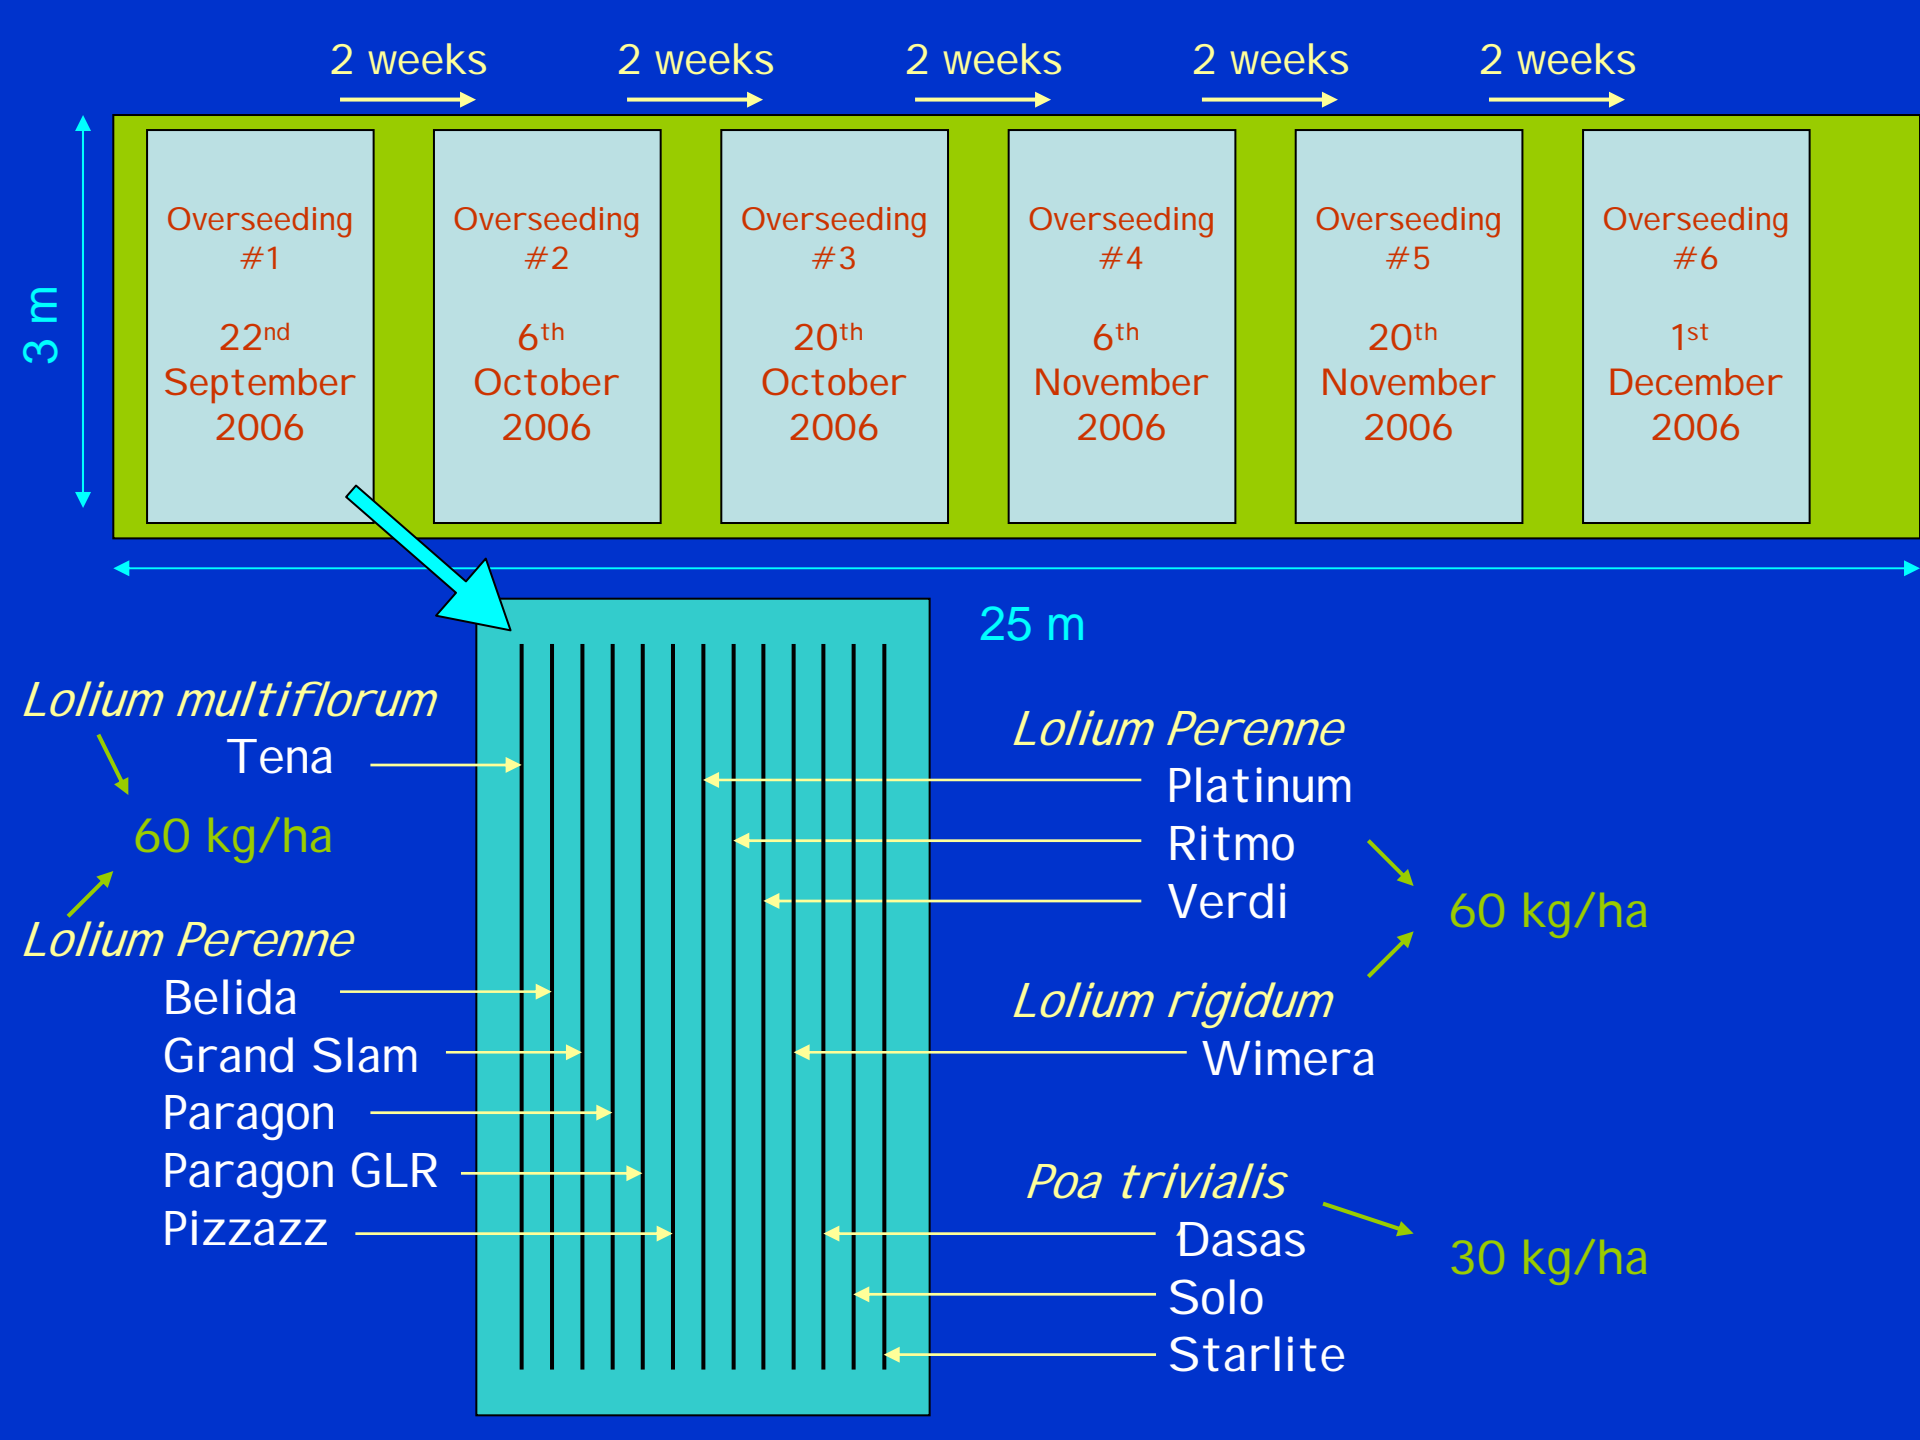 2 weeks
2 weeks
2 weeks
2 weeks
2 weeks
3 m
Overseeding
#1
22nd
September
2006
Overseeding
#2
6th
October
2006
Overseeding
#3
20th
October
2006
Overseeding
#4
6th
November
2006
Overseeding
#5
20th
November
2006
Overseeding
#6
1st
December
2006
25 m
Lolium multiflorum
Tena
60 kg/ha
Lolium Perenne
Belida
Grand Slam
Paragon
Paragon GLR
Pizzazz
Lolium Perenne
Platinum
Ritmo
Verdi
60 kg/ha
Lolium rigidum
Wimera
Poa trivialis
Dasas
30 kg/ha
Solo
Starlite